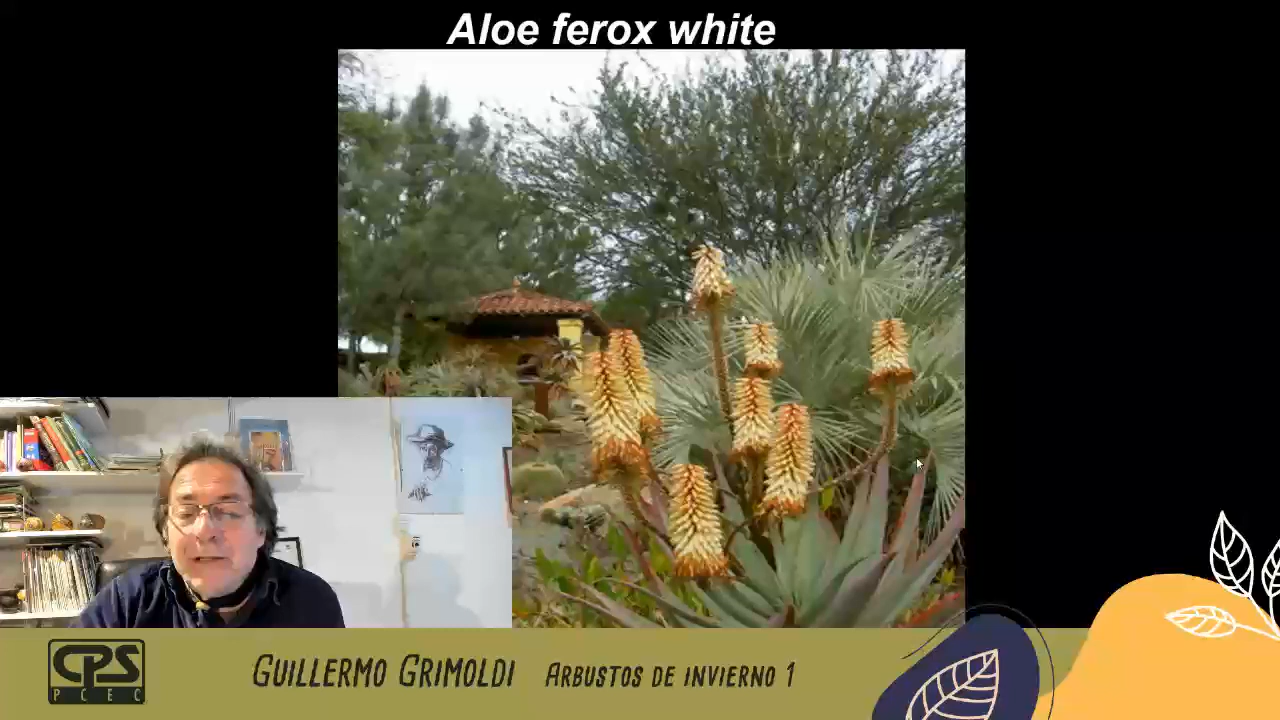 Aloe ferox white
CPS
PCEC
GUILLERMO GRIMOLDI ARBUSTOS DE INVIERNO 1